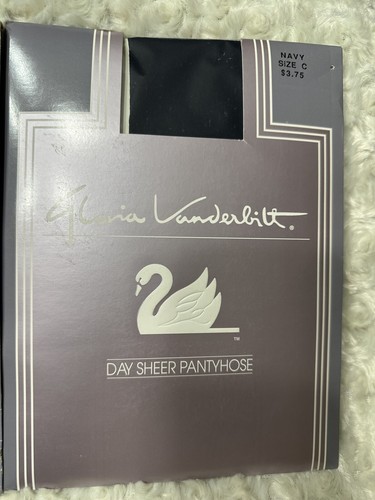 NAVY
SIZE C
$3.75
Gloria Vanderbilt®
™
DAY SHEER PANTYHOSE